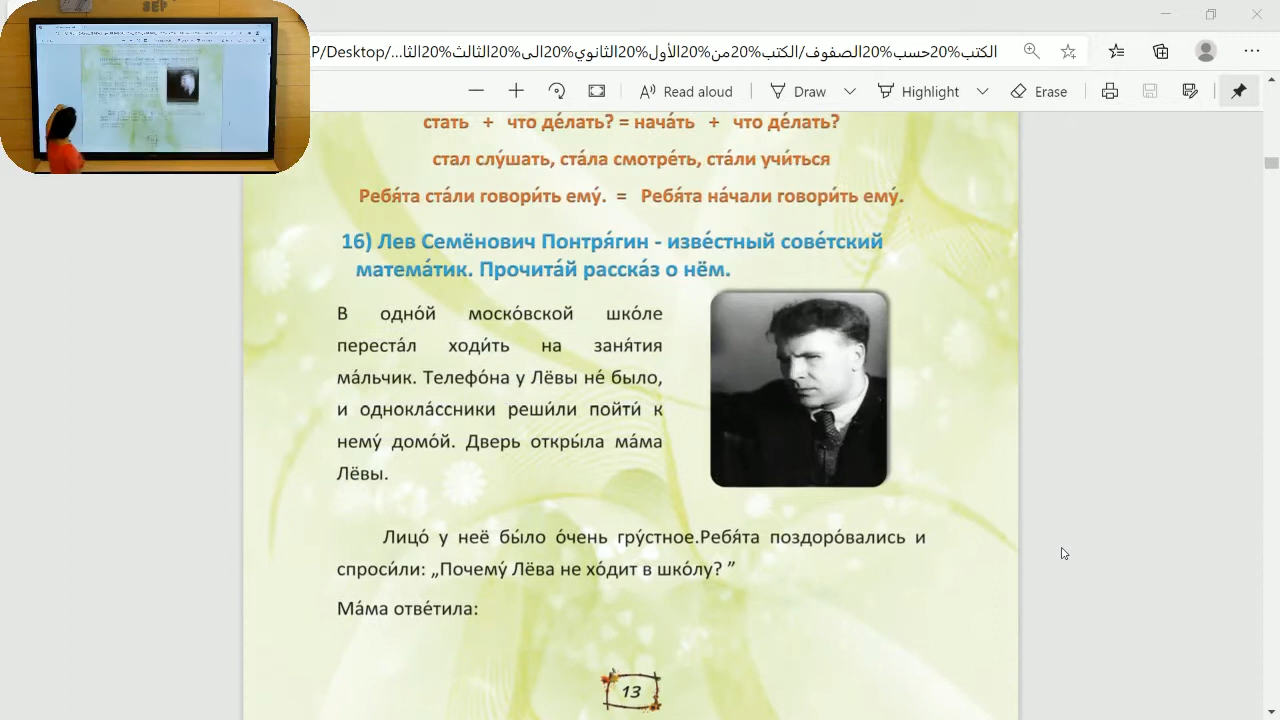 SEP
P/Desktop/...الكتب%20حسب%20الصفوف/الكتب%20من%20الأول%20الثانوي%20الى%20الثالث%20الثا
Read aloud
Draw
Highlight
Erase
стать + что де́лать? = нача́ть + что де́лать?
стал слу́шать, ста́ла смотре́ть, ста́ли учи́ться
Ребя́та ста́ли говори́ть ему́. = Ребя́та на́чали говори́ть ему́.
16) Лев Семёнович Понтря́гин - изве́стный сове́тский
матема́тик. Прочита́й расска́з о нём.
В одно́й моско́вской шко́ле
переста́л ходи́ть на заня́тия
ма́льчик. Телефо́на у Лёвы не́ было,
и однокла́ссники реши́ли пойти́ к
нему́ домо́й. Дверь откры́ла ма́ма
Лёвы.
Лицо́ у неё бы́ло о́чень гру́стное.Ребя́та поздоро́вались и
спроси́ли: „Почему́ Лёва не хо́дит в шко́лу? ”
Ма́ма отве́тила:
13